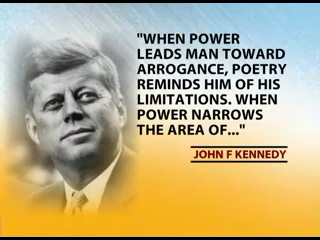 "WHEN POWER
LEADS MAN TOWARD
ARROGANCE, POETRY
REMINDS HIM OF HIS
LIMITATIONS. WHEN
POWER NARROWS
THE AREA OF..."
JOHN F KENNEDY